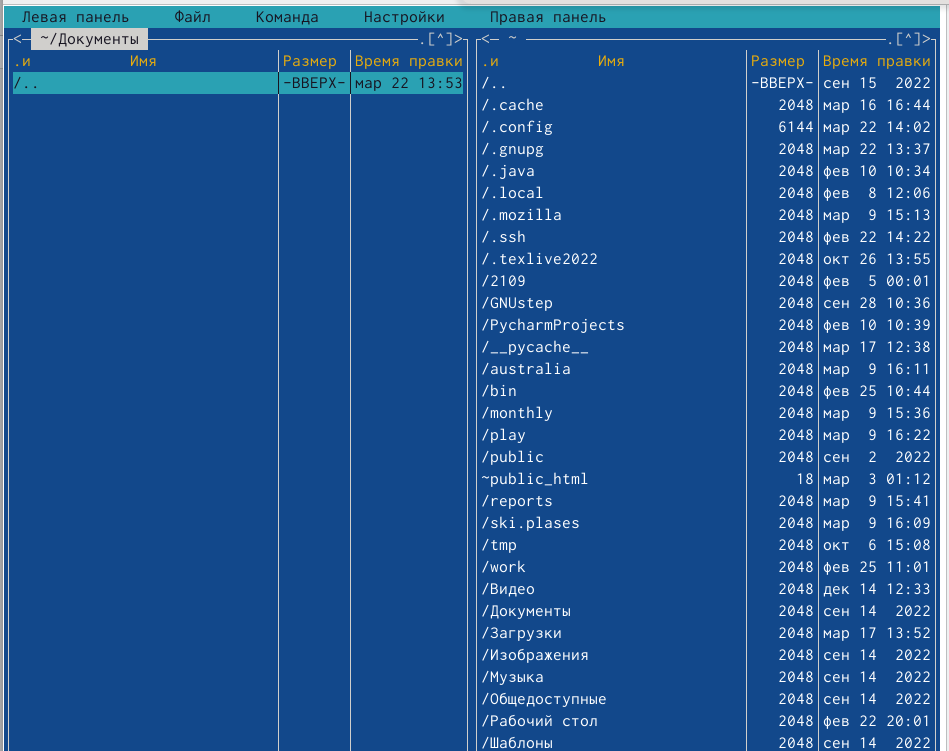 Левая панель Файл Команда Настройки Правая панель
<─ ~/Документы ─.[^]>
.и Имя Размер Время правки
/.. -ВВЕРХ- мар 22 13:53
<─ ~ ─.[^]>
.и Имя Размер Время правки
/.. -ВВЕРХ- сен 15 2022
/.cache 2048 мар 16 16:44
/.config 6144 мар 22 14:02
/.gnupg 2048 мар 22 13:37
/.java 2048 фев 10 10:34
/.local 2048 фев 8 12:06
/.mozilla 2048 мар 9 15:13
/.ssh 2048 фев 22 14:22
/.texlive2022 2048 окт 26 13:55
/2109 2048 фев 5 00:01
/GNUstep 2048 сен 28 10:36
/PycharmProjects 2048 фев 10 10:39
/__pycache__ 2048 мар 17 12:38
/australia 2048 мар 9 16:11
/bin 2048 фев 25 10:44
/monthly 2048 мар 9 15:36
/play 2048 мар 9 16:22
/public 2048 сен 2 2022
~public_html 18 мар 3 01:12
/reports 2048 мар 9 15:41
/ski.plases 2048 мар 9 16:09
/tmp 2048 окт 6 15:08
/work 2048 фев 25 11:01
/Видео 2048 дек 14 12:33
/Документы 2048 сен 14 2022
/Загрузки 2048 мар 17 13:52
/Изображения 2048 сен 14 2022
/Музыка 2048 сен 14 2022
/Общедоступные 2048 сен 14 2022
/Рабочий стол 2048 фев 22 20:01
/Шаблоны 2048 сен 14 2022